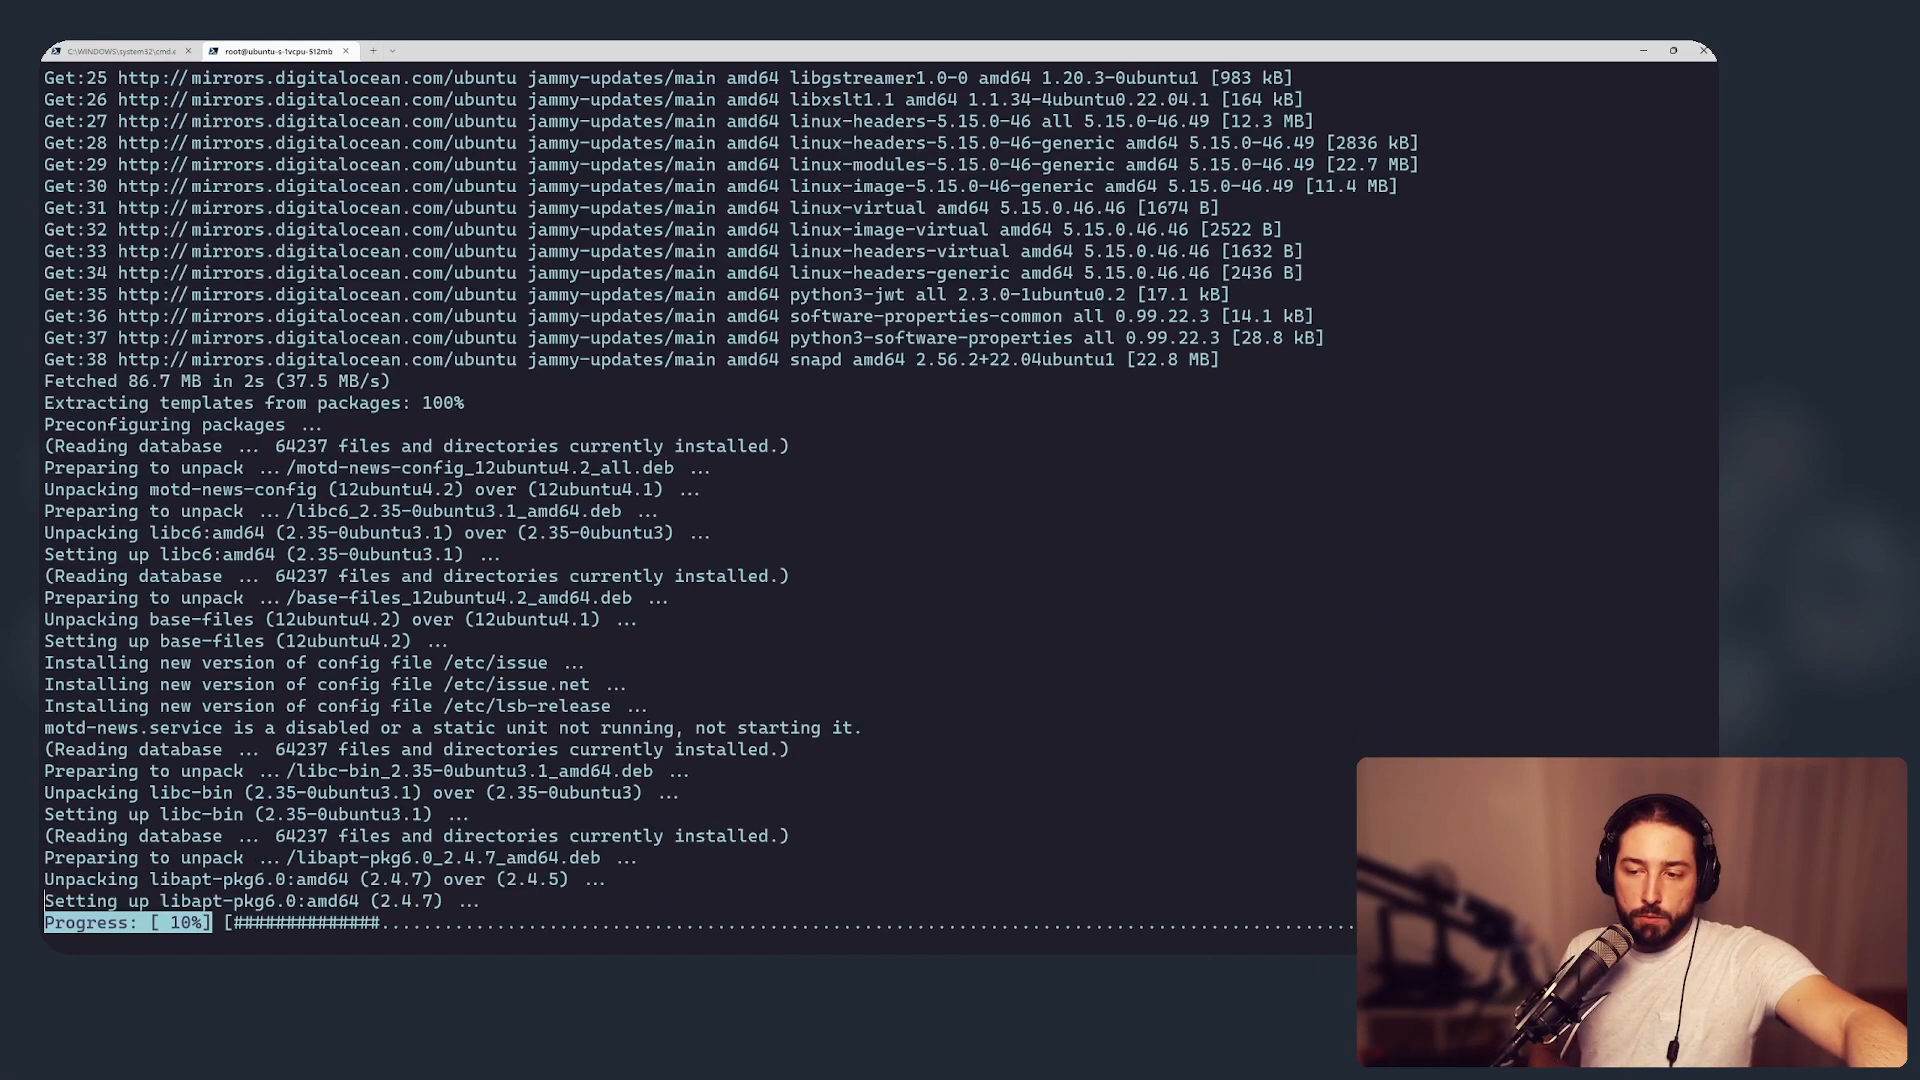 C:\WINDOWS\system32\cmd.e
root@ubuntu-s-1vcpu-512mb
Get:25 http://mirrors.digitalocean.com/ubuntu jammy-updates/main amd64 libgstreamer1.0-0 amd64 1.20.3-0ubuntu1 [983 kB]
Get:26 http://mirrors.digitalocean.com/ubuntu jammy-updates/main amd64 libxslt1.1 amd64 1.1.34-4ubuntu0.22.04.1 [164 kB]
Get:27 http://mirrors.digitalocean.com/ubuntu jammy-updates/main amd64 linux-headers-5.15.0-46 all 5.15.0-46.49 [12.3 MB]
Get:28 http://mirrors.digitalocean.com/ubuntu jammy-updates/main amd64 linux-headers-5.15.0-46-generic amd64 5.15.0-46.49 [2836 kB]
Get:29 http://mirrors.digitalocean.com/ubuntu jammy-updates/main amd64 linux-modules-5.15.0-46-generic amd64 5.15.0-46.49 [22.7 MB]
Get:30 http://mirrors.digitalocean.com/ubuntu jammy-updates/main amd64 linux-image-5.15.0-46-generic amd64 5.15.0-46.49 [11.4 MB]
Get:31 http://mirrors.digitalocean.com/ubuntu jammy-updates/main amd64 linux-virtual amd64 5.15.0.46.46 [1674 B]
Get:32 http://mirrors.digitalocean.com/ubuntu jammy-updates/main amd64 linux-image-virtual amd64 5.15.0.46.46 [2522 B]
Get:33 http://mirrors.digitalocean.com/ubuntu jammy-updates/main amd64 linux-headers-virtual amd64 5.15.0.46.46 [1632 B]
Get:34 http://mirrors.digitalocean.com/ubuntu jammy-updates/main amd64 linux-headers-generic amd64 5.15.0.46.46 [2436 B]
Get:35 http://mirrors.digitalocean.com/ubuntu jammy-updates/main amd64 python3-jwt all 2.3.0-1ubuntu0.2 [17.1 kB]
Get:36 http://mirrors.digitalocean.com/ubuntu jammy-updates/main amd64 software-properties-common all 0.99.22.3 [14.1 kB]
Get:37 http://mirrors.digitalocean.com/ubuntu jammy-updates/main amd64 python3-software-properties all 0.99.22.3 [28.8 kB]
Get:38 http://mirrors.digitalocean.com/ubuntu jammy-updates/main amd64 snapd amd64 2.56.2+22.04ubuntu1 [22.8 MB]
Fetched 86.7 MB in 2s (37.5 MB/s)
Extracting templates from packages: 100%
Preconfiguring packages ...
(Reading database ... 64237 files and directories currently installed.)
Preparing to unpack .../motd-news-config_12ubuntu4.2_all.deb ...
Unpacking motd-news-config (12ubuntu4.2) over (12ubuntu4.1) ...
Preparing to unpack .../libc6_2.35-0ubuntu3.1_amd64.deb ...
Unpacking libc6:amd64 (2.35-0ubuntu3.1) over (2.35-0ubuntu3) ...
Setting up libc6:amd64 (2.35-0ubuntu3.1) ...
(Reading database ... 64237 files and directories currently installed.)
Preparing to unpack .../base-files_12ubuntu4.2_amd64.deb ...
Unpacking base-files (12ubuntu4.2) over (12ubuntu4.1) ...
Setting up base-files (12ubuntu4.2) ...
Installing new version of config file /etc/issue ...
Installing new version of config file /etc/issue.net ...
Installing new version of config file /etc/lsb-release ...
motd-news.service is a disabled or a static unit not running, not starting it.
(Reading database ... 64237 files and directories currently installed.)
Preparing to unpack .../libc-bin_2.35-0ubuntu3.1_amd64.deb ...
Unpacking libc-bin (2.35-0ubuntu3.1) over (2.35-0ubuntu3) ...
Setting up libc-bin (2.35-0ubuntu3.1) ...
(Reading database ... 64237 files and directories currently installed.)
Preparing to unpack .../libapt-pkg6.0_2.4.7_amd64.deb ...
Unpacking libapt-pkg6.0:amd64 (2.4.7) over (2.4.5) ...
Setting up libapt-pkg6.0:amd64 (2.4.7) ...
Progress: [ 10%] [##############............................................................................................